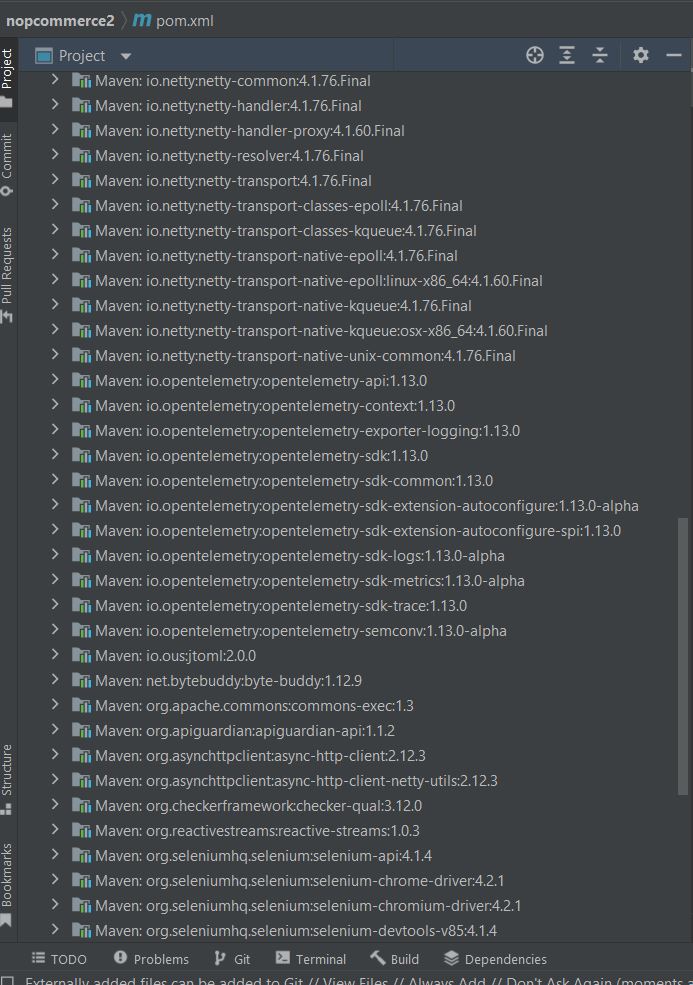 nopcommerce2 pom.xml
Project
Project
Commit
Pull Requests
Structure
Bookmarks
Maven: io.netty:netty-common:4.1.76.Final
Maven: io.netty:netty-handler:4.1.76.Final
Maven: io.netty:netty-handler-proxy:4.1.60.Final
Maven: io.netty:netty-resolver:4.1.76.Final
Maven: io.netty:netty-transport:4.1.76.Final
Maven: io.netty:netty-transport-classes-epoll:4.1.76.Final
Maven: io.netty:netty-transport-classes-kqueue:4.1.76.Final
Maven: io.netty:netty-transport-native-epoll:4.1.76.Final
Maven: io.netty:netty-transport-native-epoll:linux-x86_64:4.1.60.Final
Maven: io.netty:netty-transport-native-kqueue:4.1.76.Final
Maven: io.netty:netty-transport-native-kqueue:osx-x86_64:4.1.60.Final
Maven: io.netty:netty-transport-native-unix-common:4.1.76.Final
Maven: io.opentelemetry:opentelemetry-api:1.13.0
Maven: io.opentelemetry:opentelemetry-context:1.13.0
Maven: io.opentelemetry:opentelemetry-exporter-logging:1.13.0
Maven: io.opentelemetry:opentelemetry-sdk:1.13.0
Maven: io.opentelemetry:opentelemetry-sdk-common:1.13.0
Maven: io.opentelemetry:opentelemetry-sdk-extension-autoconfigure:1.13.0-alpha
Maven: io.opentelemetry:opentelemetry-sdk-extension-autoconfigure-spi:1.13.0
Maven: io.opentelemetry:opentelemetry-sdk-logs:1.13.0-alpha
Maven: io.opentelemetry:opentelemetry-sdk-metrics:1.13.0-alpha
Maven: io.opentelemetry:opentelemetry-sdk-trace:1.13.0
Maven: io.opentelemetry:opentelemetry-semconv:1.13.0-alpha
Maven: io.ous:jtoml:2.0.0
Maven: net.bytebuddy:byte-buddy:1.12.9
Maven: org.apache.commons:commons-exec:1.3
Maven: org.apiguardian:apiguardian-api:1.1.2
Maven: org.asynchttpclient:async-http-client:2.12.3
Maven: org.asynchttpclient:async-http-client-netty-utils:2.12.3
Maven: org.checkerframework:checker-qual:3.12.0
Maven: org.reactivestreams:reactive-streams:1.0.3
Maven: org.seleniumhq.selenium:selenium-api:4.1.4
Maven: org.seleniumhq.selenium:selenium-chrome-driver:4.2.1
Maven: org.seleniumhq.selenium:selenium-chromium-driver:4.2.1
Maven: org.seleniumhq.selenium:selenium-devtools-v85:4.1.4
TODO Problems Git Terminal Build Dependencies
Externally added files can be added to Git // View Files // Always Add // Don't Ask Again (moments a